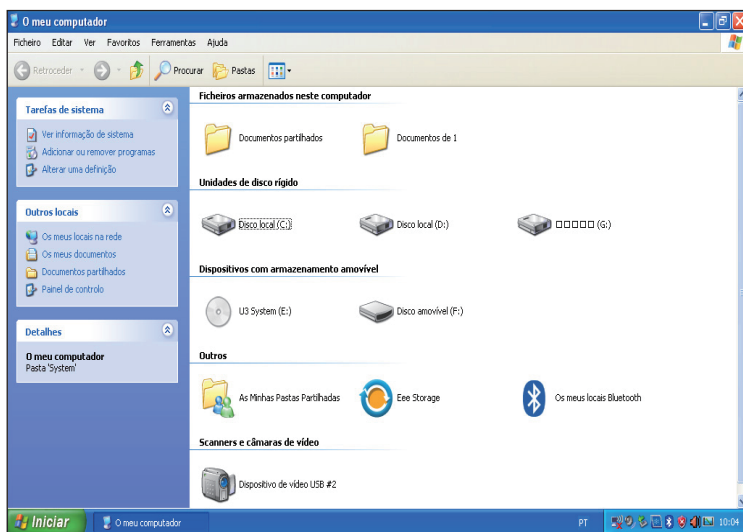 O meu computador
Ficheiro Editar Ver Favoritos Ferramentas Ajuda
Retroceder Procurar Pastas
Tarefas de sistema
Ver informação de sistema
Adicionar ou remover programas
Alterar uma definição
Outros locais
Os meus locais na rede
Os meus documentos
Documentos partilhados
Painel de controlo
Detalhes
O meu computador
Pasta 'System'
Ficheiros armazenados neste computador
Documentos partilhados
Documentos de 1
Unidades de disco rígido
Disco local (C:)
Disco local (D:)
□□□□□ (G:)
Dispositivos com armazenamento amovível
U3 System (E:)
Disco amovível (F:)
Outros
As Minhas Pastas Partilhadas
Eee Storage
Os meus locais Bluetooth
Scanners e câmaras de vídeo
Dispositivo de vídeo USB #2
Iniciar
O meu computador
PT
10:04